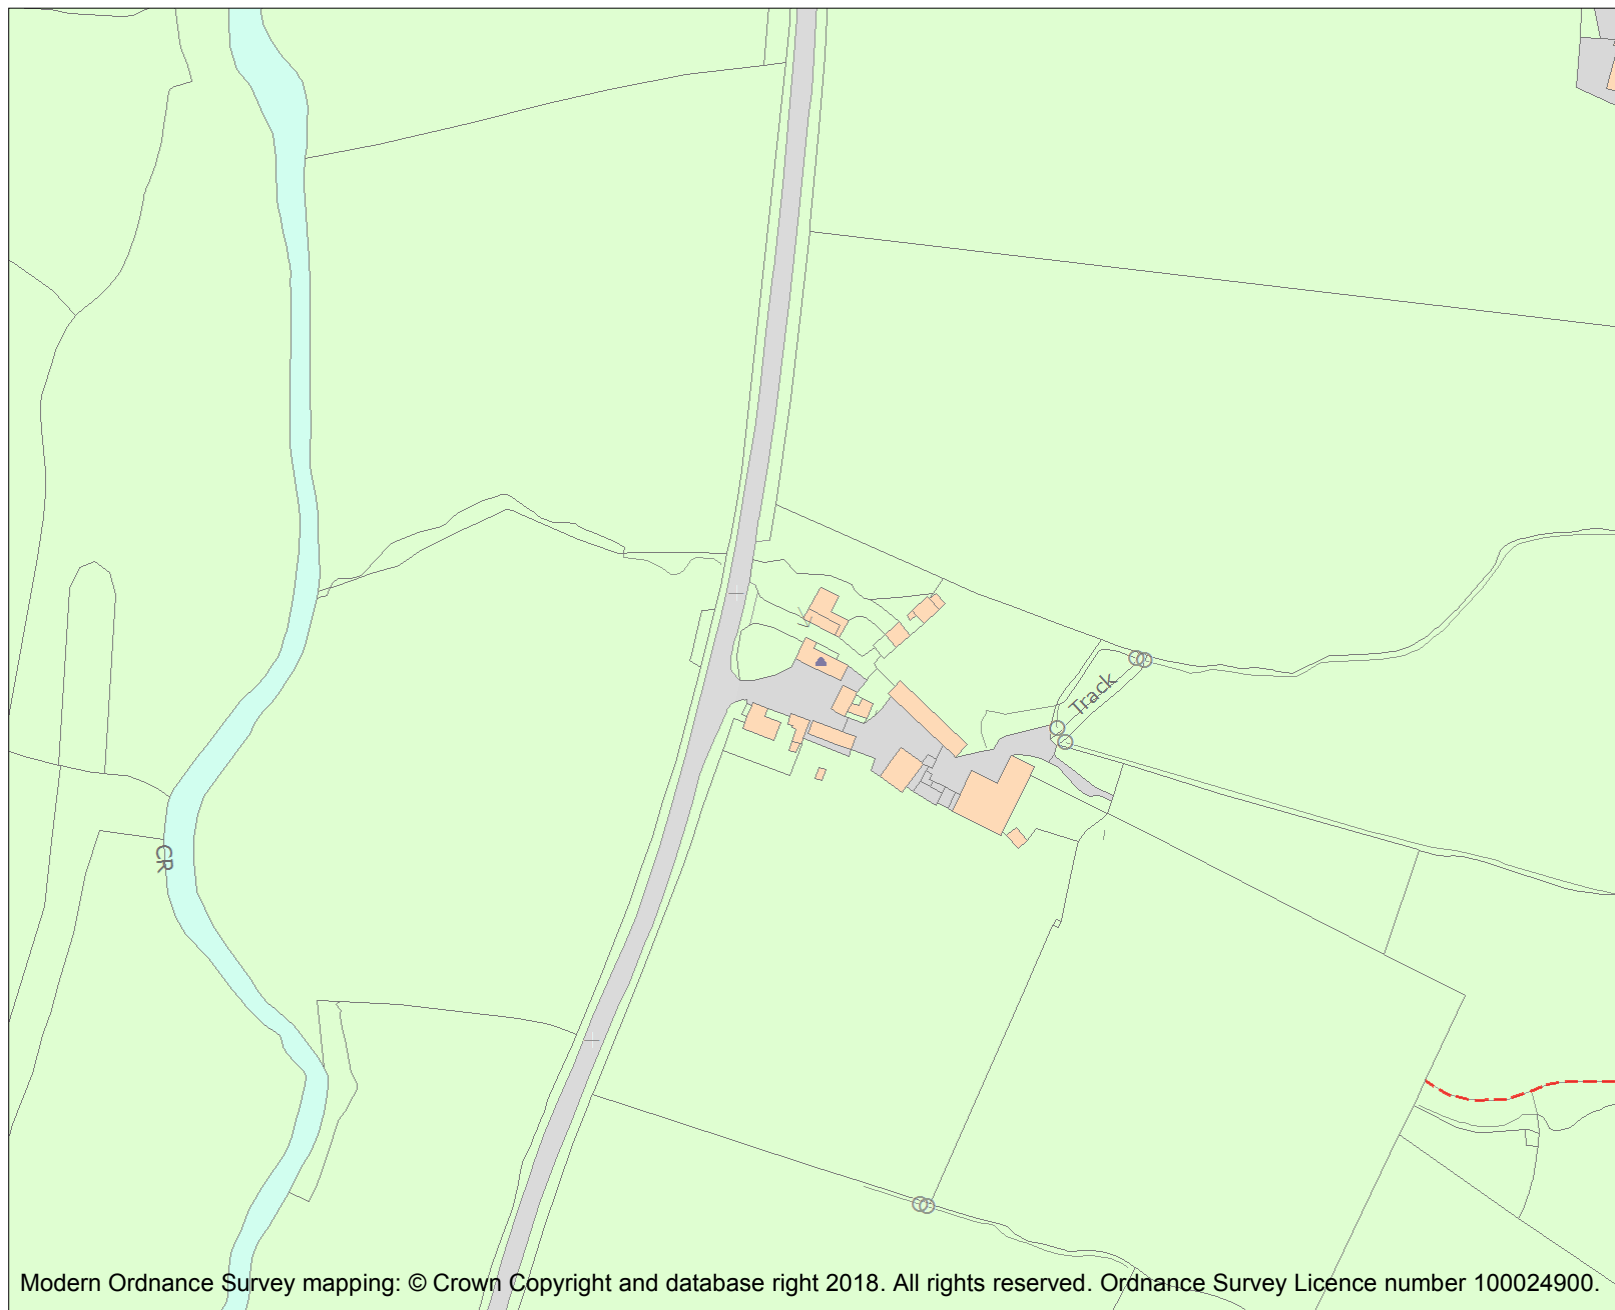 Track
CR
Modern Ordnance Survey mapping: © Crown Copyright and database right 2018. All rights reserved. Ordnance Survey Licence number 100024900.